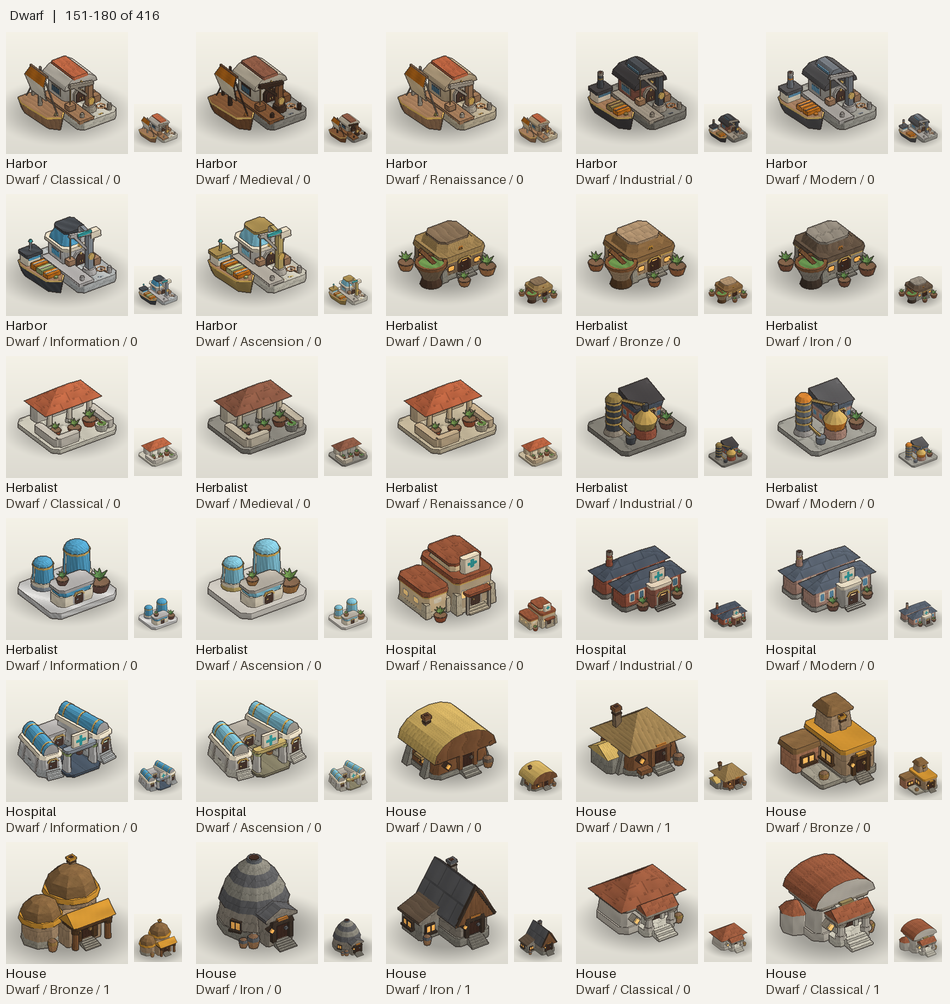 Dwarf | 151-180 of 416
Harbor
Dwarf / Classical / 0
Harbor
Dwarf / Medieval / 0
Harbor
Dwarf / Renaissance / 0
Harbor
Dwarf / Industrial / 0
Harbor
Dwarf / Modern / 0
Harbor
Dwarf / Information / 0
Harbor
Dwarf / Ascension / 0
Herbalist
Dwarf / Dawn / 0
Herbalist
Dwarf / Bronze / 0
Herbalist
Dwarf / Iron / 0
Herbalist
Dwarf / Classical / 0
Herbalist
Dwarf / Medieval / 0
Herbalist
Dwarf / Renaissance / 0
Herbalist
Dwarf / Industrial / 0
Herbalist
Dwarf / Modern / 0
Herbalist
Dwarf / Information / 0
Herbalist
Dwarf / Ascension / 0
Hospital
Dwarf / Renaissance / 0
Hospital
Dwarf / Industrial / 0
Hospital
Dwarf / Modern / 0
Hospital
Dwarf / Information / 0
Hospital
Dwarf / Ascension / 0
House
Dwarf / Dawn / 0
House
Dwarf / Dawn / 1
House
Dwarf / Bronze / 0
House
Dwarf / Bronze / 1
House
Dwarf / Iron / 0
House
Dwarf / Iron / 1
House
Dwarf / Classical / 0
House
Dwarf / Classical / 1